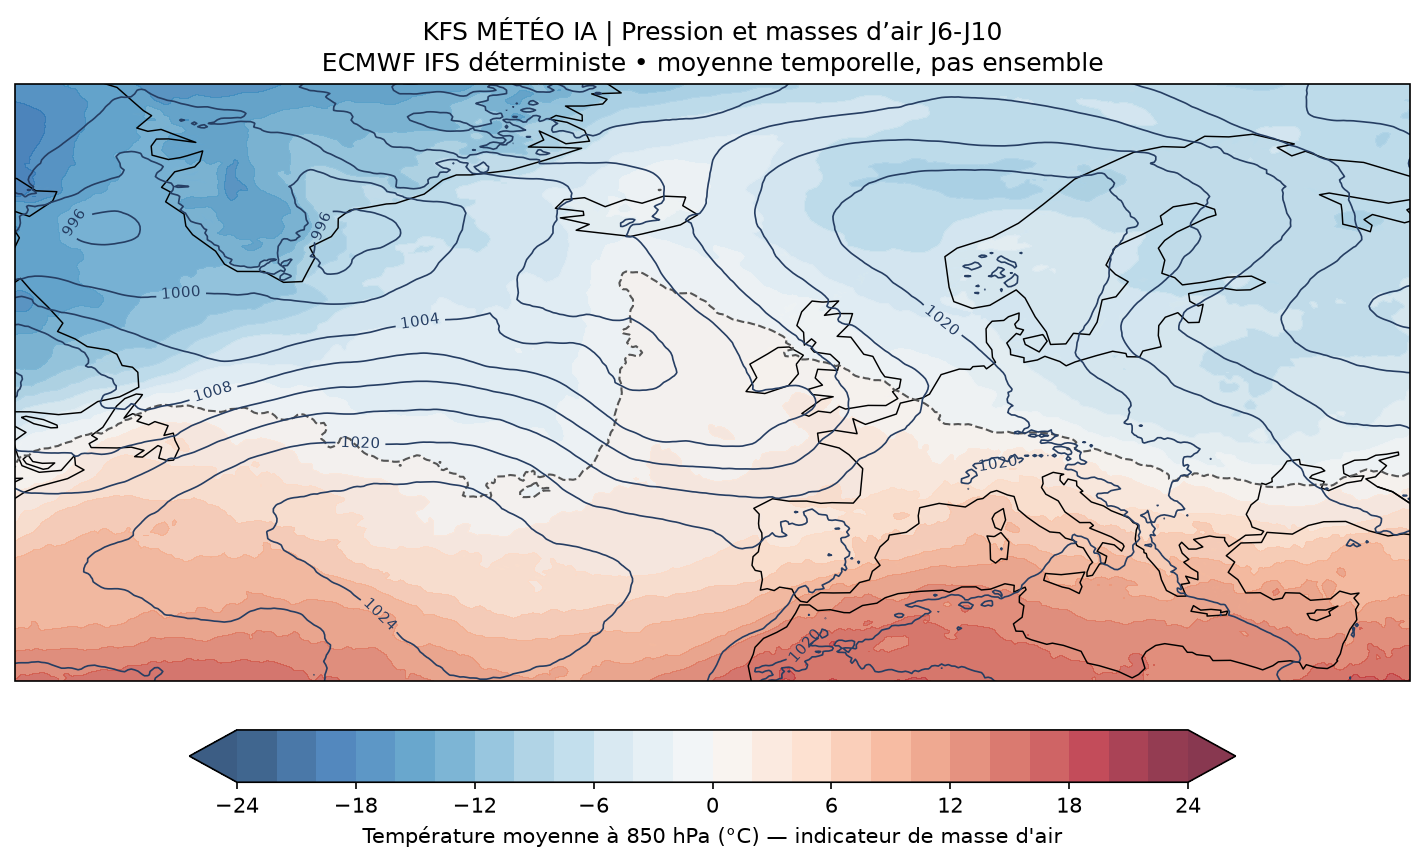 KFS MÉTÉO IA | Pression et masses d’air J6-J10
ECMWF IFS déterministe • moyenne temporelle, pas ensemble
996
996
1000
1004
1008
1020
1020
1020
1024
1020
−24 −18 −12 −6 0 6 12 18 24
Température moyenne à 850 hPa (°C) — indicateur de masse d'air